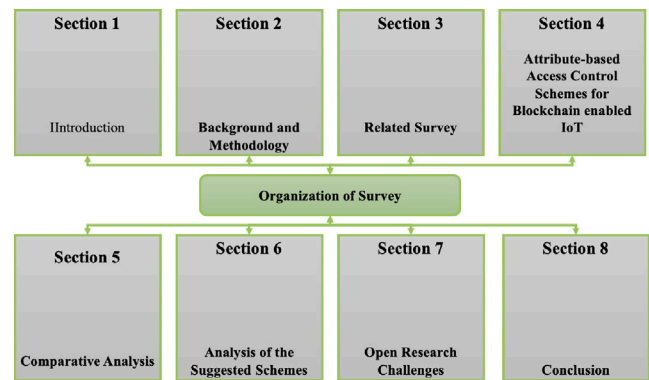 Section 1
IIntroduction
Section 2
Background and
Methodology
Section 3
Related Survey
Section 4
Attribute-based
Access Control
Schemes for
Blockchain enabled
IoT
Organization of Survey
Section 5
Comparative Analysis
Section 6
Analysis of the
Suggested Schemes
Section 7
Open Research
Challenges
Section 8
Conclusion